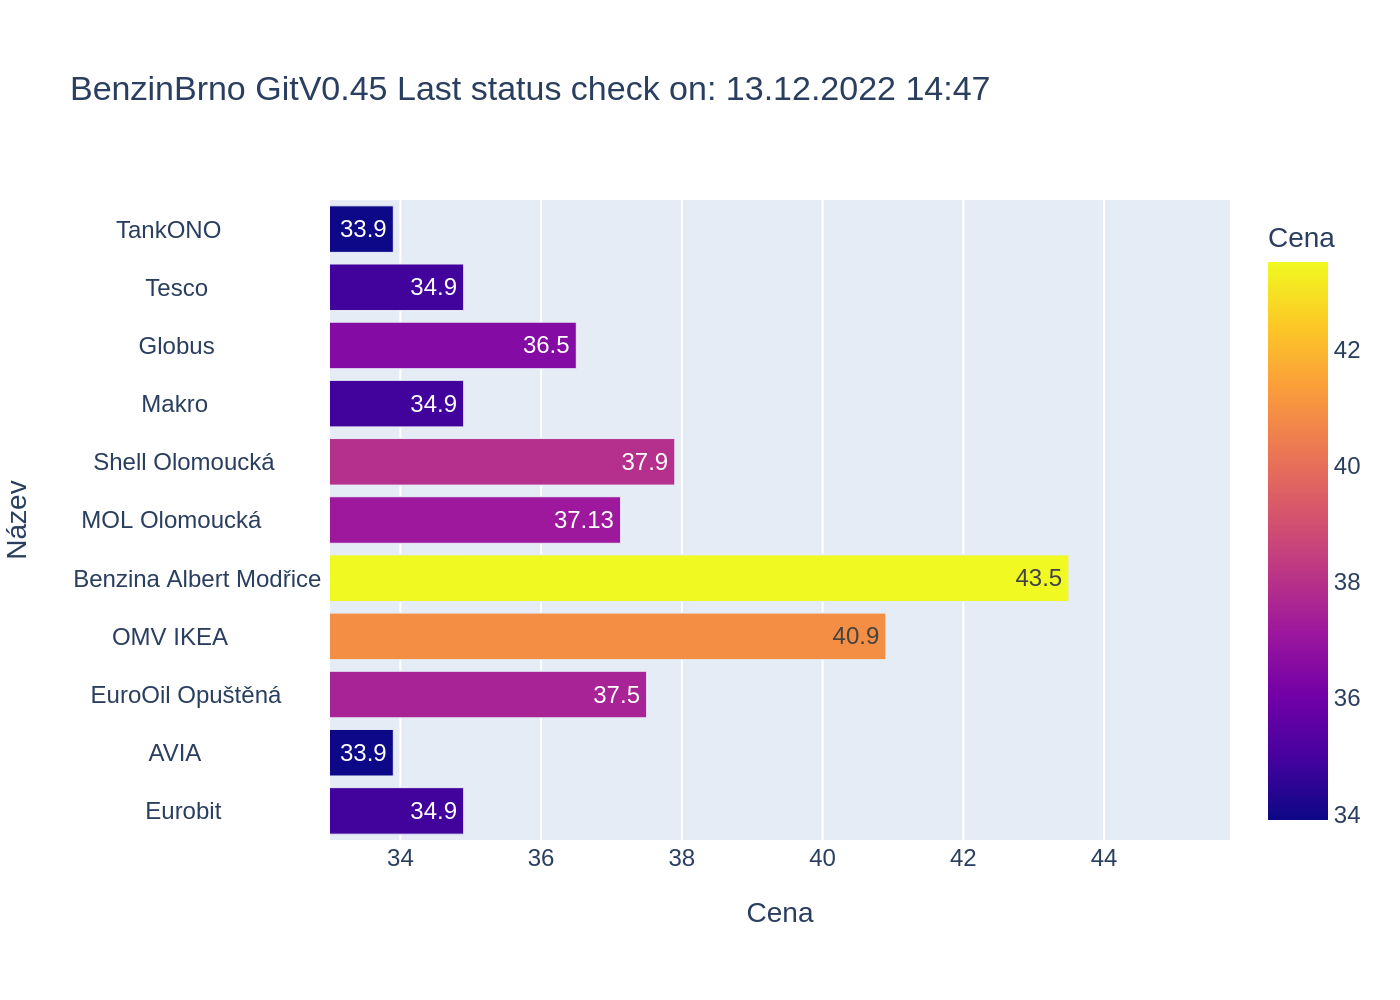 BenzinBrno GitV0.45 Last status check on: 13.12.2022 14:47
Cena
Název
TankONO 33.9
Tesco 34.9
Globus 36.5
Makro 34.9
Shell Olomoucká 37.9
MOL Olomoucká 37.13
Benzina Albert Modřice 43.5
OMV IKEA 40.9
EuroOil Opuštěná 37.5
AVIA 33.9
Eurobit 34.9
42
40
38
36
34
34 36 38 40 42 44
Cena